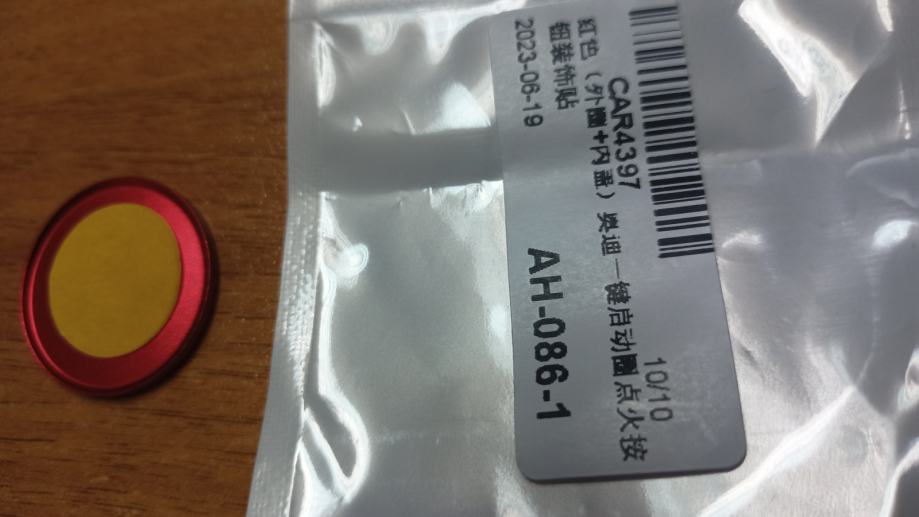 CAR4397 10/10
红色（外圈+内盖）奥迪一键启动圈点火按
钮装饰贴
2023-06-19 AH-086-1